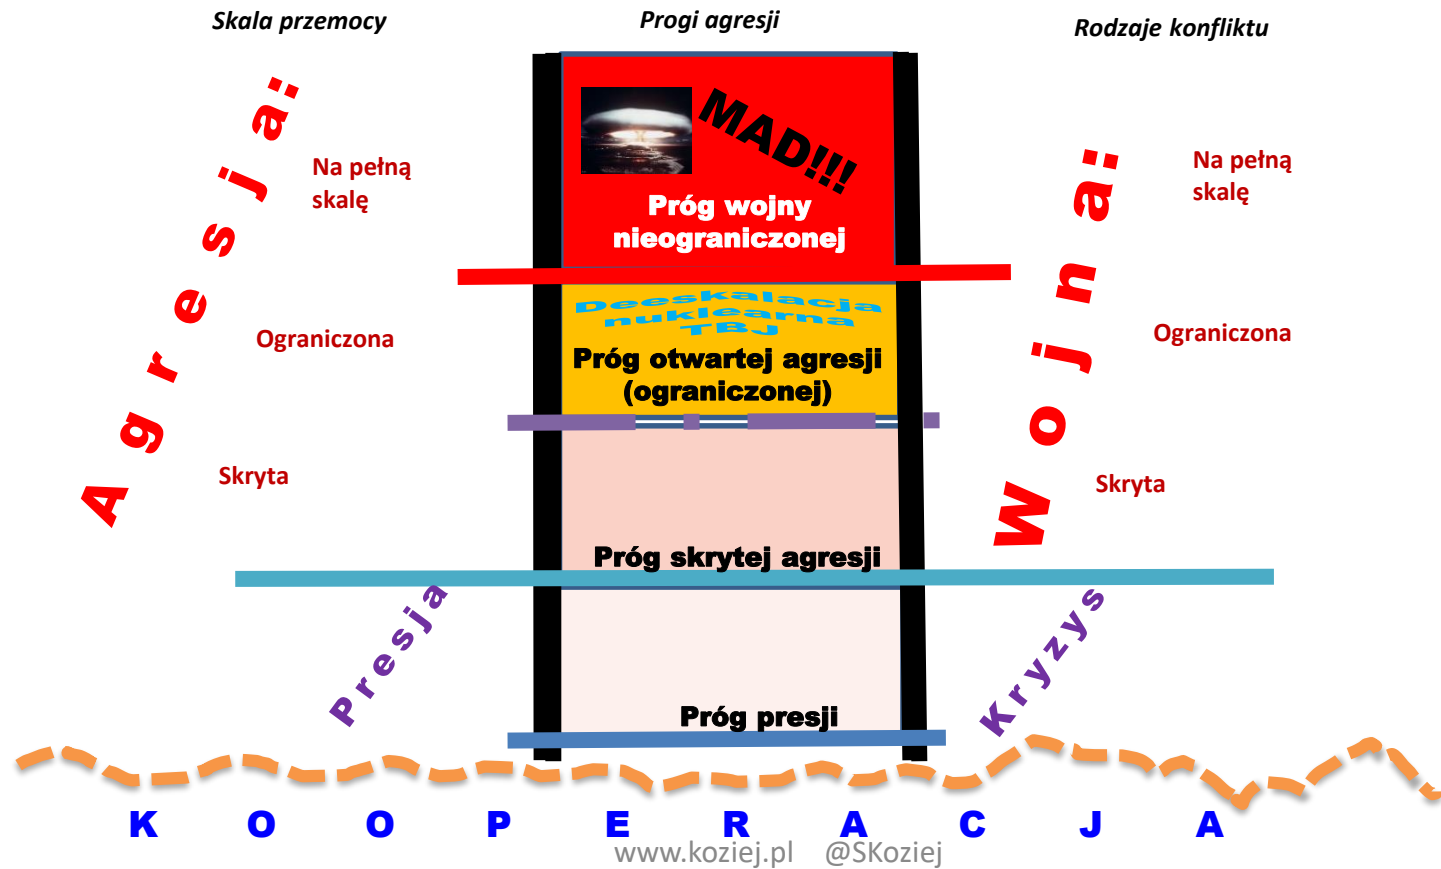 Skala przemocy
Progi agresji
Rodzaje konfliktu
Agresja:
Na pełną
skalę
MAD!!!
Próg wojny
nieograniczonej
Wojna:
Na pełną
skalę
Deeskalacja
nuklearna
TBJ
Ograniczona
Próg otwartej agresji
(ograniczonej)
Ograniczona
Skryta
Skryta
Próg skrytej agresji
Presja
Kryzys
Próg presji
KOOPERACJA
www.koziej.pl @SKoziej